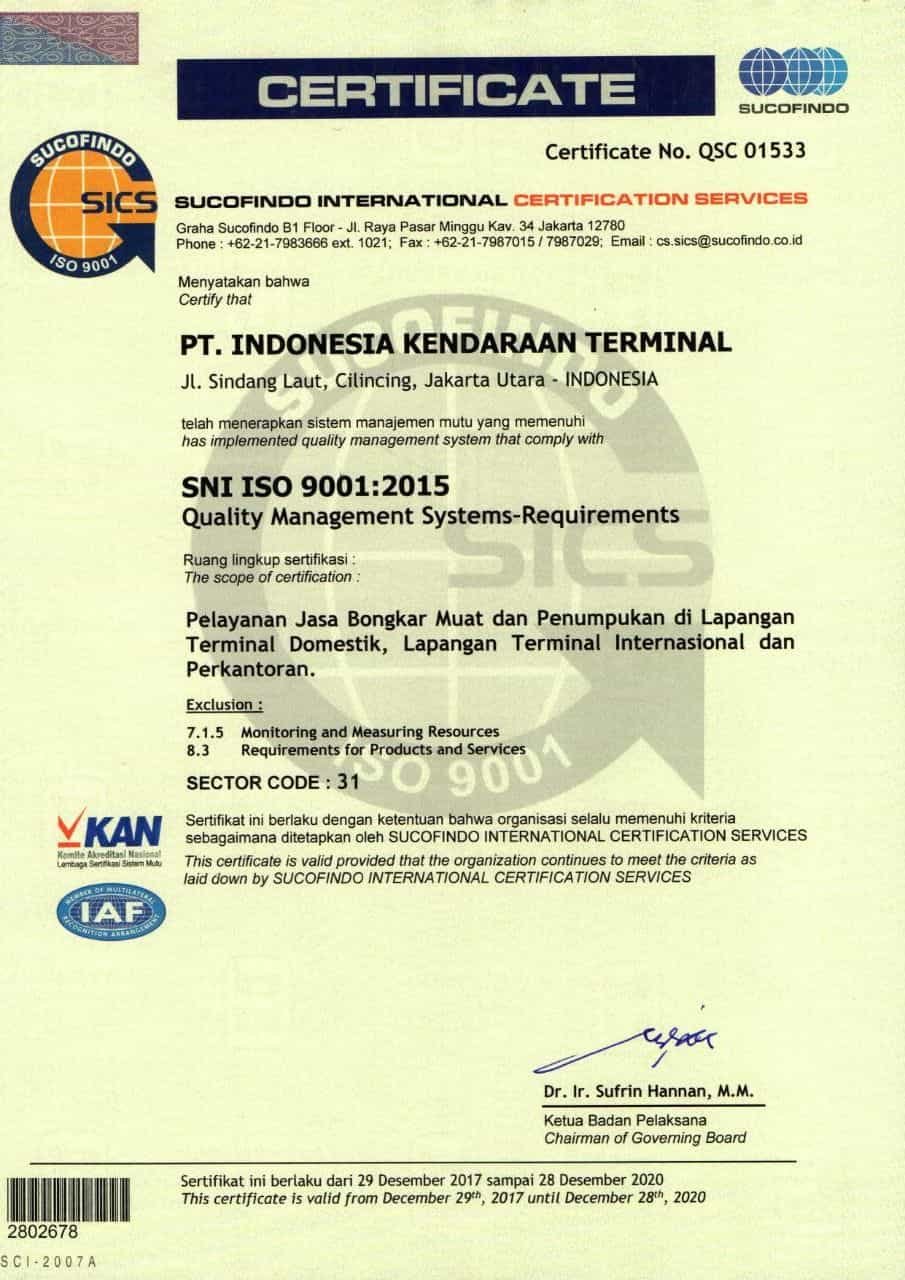 CERTIFICATE
SUCOFINDO
Certificate No. QSC 01533
SUCOFINDO
SICS
ISO 9001
SUCOFINDO INTERNATIONAL CERTIFICATION SERVICES
Graha Sucofindo B1 Floor - Jl. Raya Pasar Minggu Kav. 34 Jakarta 12780
Phone : +62-21-7983666 ext. 1021; Fax : +62-21-7987015 / 7987029; Email : cs.sics@sucofindo.co.id
Menyatakan bahwa
Certify that
PT. INDONESIA KENDARAAN TERMINAL
Jl. Sindang Laut, Cilincing, Jakarta Utara - INDONESIA
telah menerapkan sistem manajemen mutu yang memenuhi
has implemented quality management system that comply with
SNI ISO 9001:2015
Quality Management Systems-Requirements
Ruang lingkup sertifikasi :
The scope of certification :
Pelayanan Jasa Bongkar Muat dan Penumpukan di Lapangan
Terminal Domestik, Lapangan Terminal Internasional dan
Perkantoran.
Exclusion :
7.1.5 Monitoring and Measuring Resources
8.3 Requirements for Products and Services
SECTOR CODE : 31
SUCOFINDO
SICS
ISO 9001
KAN
Komite Akreditasi Nasional
Lembaga Sertifikasi Sistem Mutu
MEMBER OF MULTILATERAL
IAF
RECOGNITION ARRANGEMENT
Sertifikat ini berlaku dengan ketentuan bahwa organisasi selalu memenuhi kriteria
sebagaimana ditetapkan oleh SUCOFINDO INTERNATIONAL CERTIFICATION SERVICES
This certificate is valid provided that the organization continues to meet the criteria as
laid down by SUCOFINDO INTERNATIONAL CERTIFICATION SERVICES
Dr. Ir. Sufrin Hannan, M.M.
Ketua Badan Pelaksana
Chairman of Governing Board
Sertifikat ini berlaku dari 29 Desember 2017 sampai 28 Desember 2020
This certificate is valid from December 29th, 2017 until December 28th, 2020
2802678
SCI-2007A